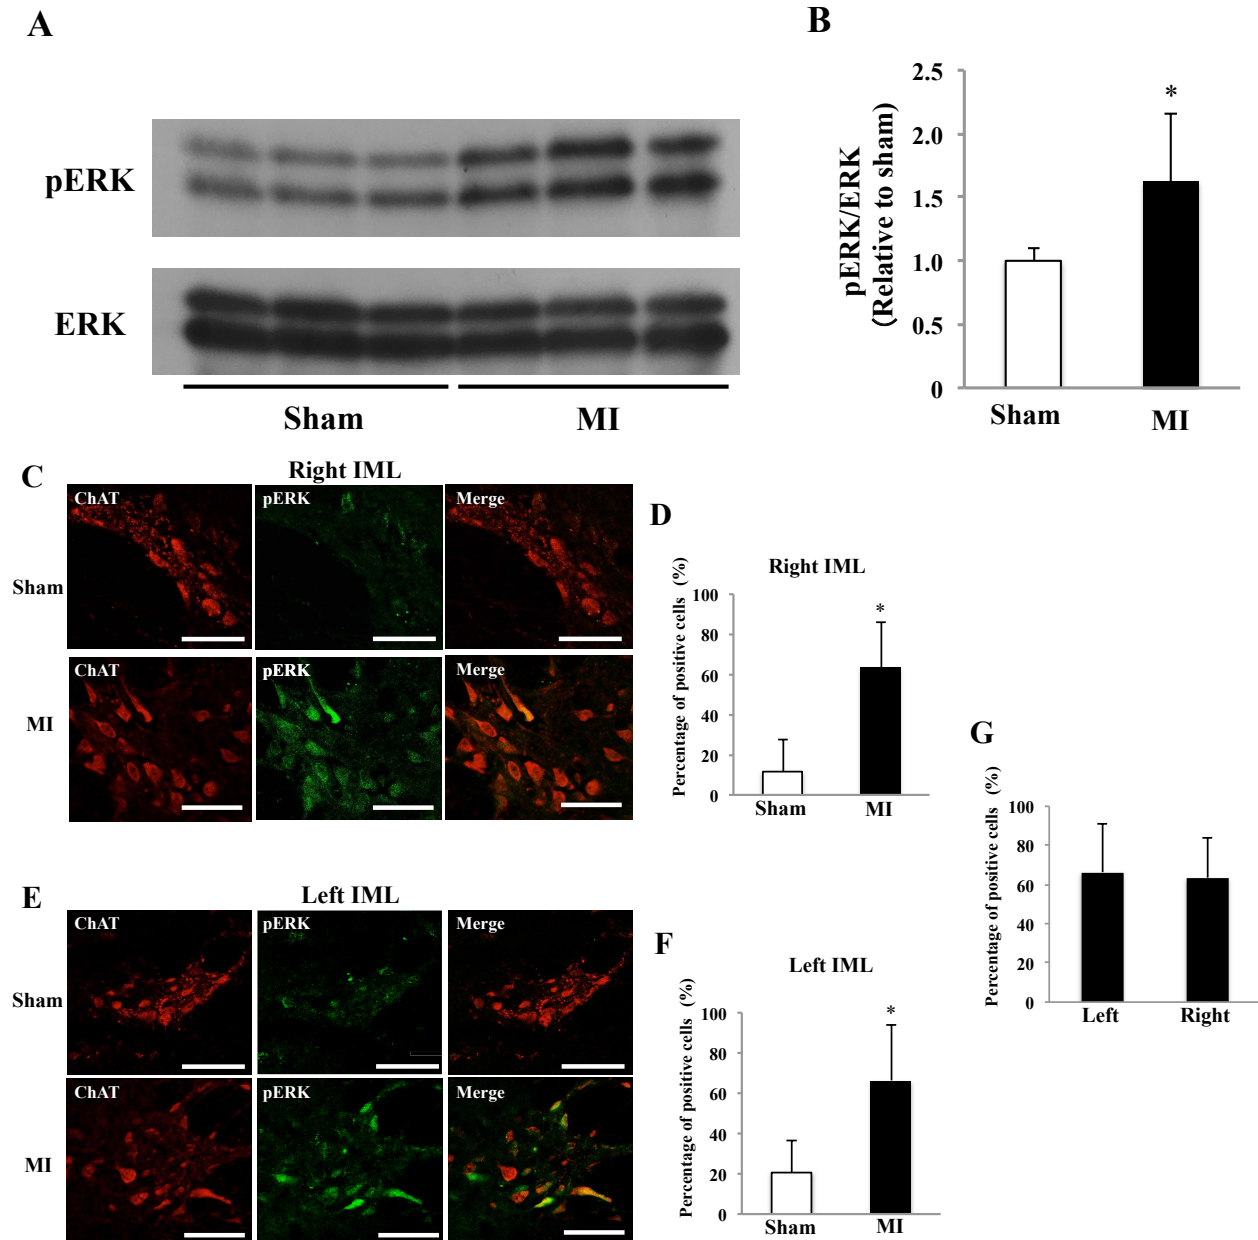 A
pERK
ERK
Sham MI
B
pERK/ERK
(Relative to sham)
2.5
2.0
1.5
1.0
0.5
0
*
Sham MI
C
Right IML
ChAT pERK Merge
Sham
ChAT pERK Merge
MI
D
Right IML
Percentage of positive cells (%)
100
80
60
40
20
0
*
Sham MI
E
Left IML
ChAT pERK Merge
Sham
ChAT pERK Merge
MI
F
Left IML
Percentage of positive cells (%)
100
80
60
40
20
0
*
Sham MI
G
Percentage of positive cells (%)
100
80
60
40
20
0
Left Right